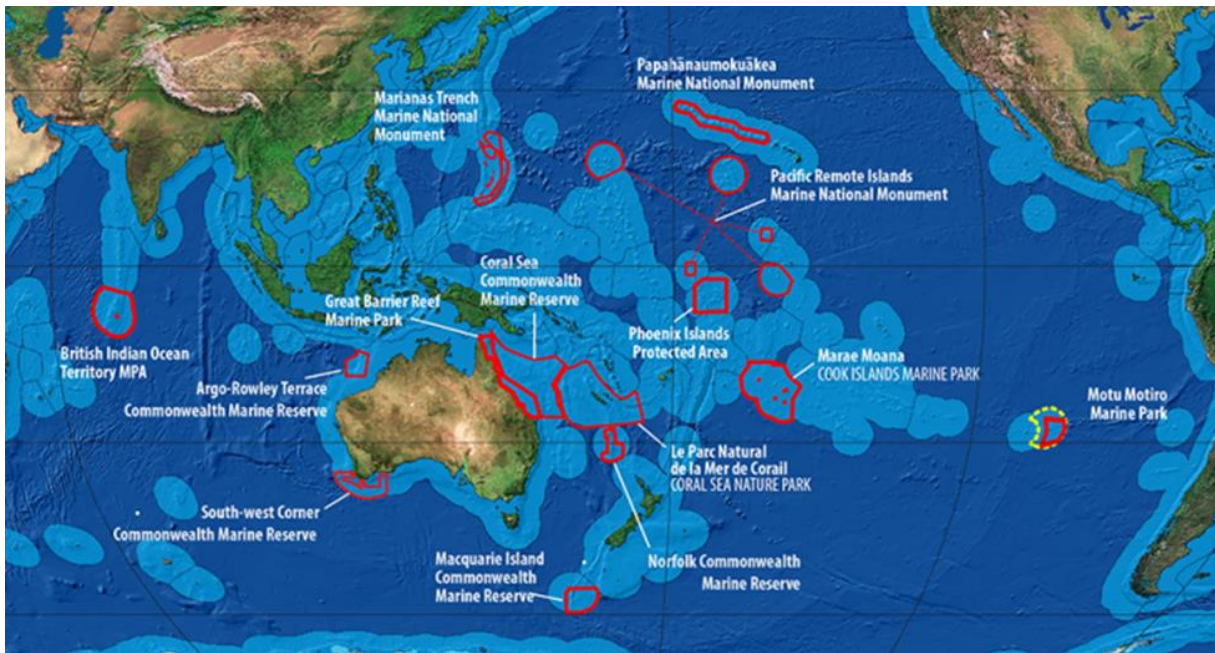 Papahānaumokuākea
Marine National Monument
Marianas Trench
Marine National
Monument
Pacific Remote Islands
Marine National Monument
Coral Sea
Commonwealth
Marine Reserve
Great Barrier Reef
Marine Park
Phoenix Islands
Protected Area
British Indian Ocean
Territory MPA
Marae Moana
COOK ISLANDS MARINE PARK
Argo-Rowley Terrace
Commonwealth Marine Reserve
Motu Motiro
Marine Park
Le Parc Natural
de la Mer de Corail
CORAL SEA NATURE PARK
South-west Corner
Commonwealth Marine Reserve
Macquarie Island
Commonwealth
Marine Reserve
Norfolk Commonwealth
Marine Reserve